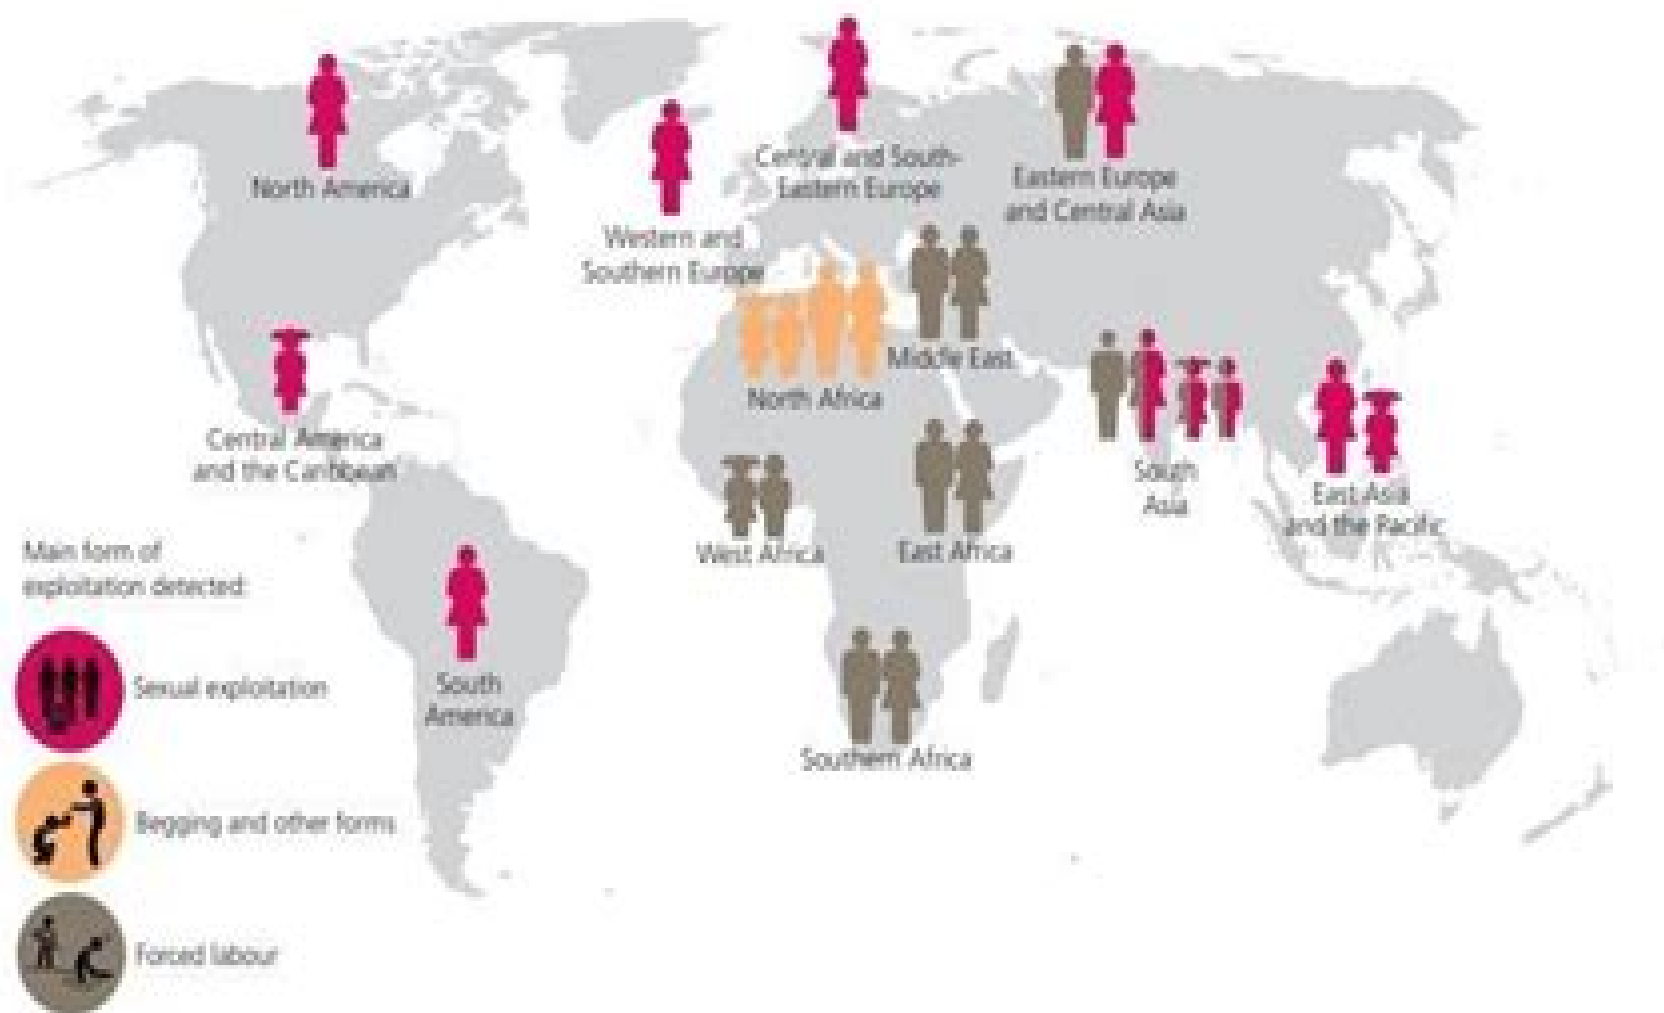 North America
Central and South-
Eastern Europe
Eastern Europe
and Central Asia
Western and
Southern Europe
Middle East
North Africa
Central America
and the Caribbean
South
Asia
East Asia
and the Pacific
West Africa
East Africa
South
America
Southern Africa
Main form of
exploitation detected:
Sexual exploitation
Begging and other forms
Forced labour